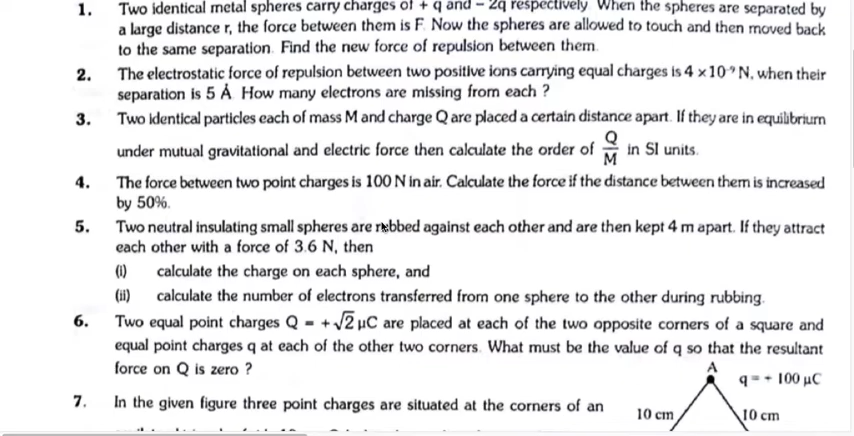 1. Two identical metal spheres carry charges of + q and – 2q respectively. When the spheres are separated by
a large distance r, the force between them is F. Now the spheres are allowed to touch and then moved back
to the same separation. Find the new force of repulsion between them.
2. The electrostatic force of repulsion between two positive ions carrying equal charges is 4 × 10⁻⁹ N, when their
separation is 5 Å. How many electrons are missing from each ?
3. Two identical particles each of mass M and charge Q are placed a certain distance apart. If they are in equilibrium
under mutual gravitational and electric force then calculate the order of Q/M in SI units.
4. The force between two point charges is 100 N in air. Calculate the force if the distance between them is increased
by 50%.
5. Two neutral insulating small spheres are rubbed against each other and are then kept 4 m apart. If they attract
each other with a force of 3.6 N, then
(i) calculate the charge on each sphere, and
(ii) calculate the number of electrons transferred from one sphere to the other during rubbing.
6. Two equal point charges Q = +√2 μC are placed at each of the two opposite corners of a square and
equal point charges q at each of the other two corners. What must be the value of q so that the resultant
force on Q is zero ?
A
q = + 100 μC
7. In the given figure three point charges are situated at the corners of an
10 cm 10 cm